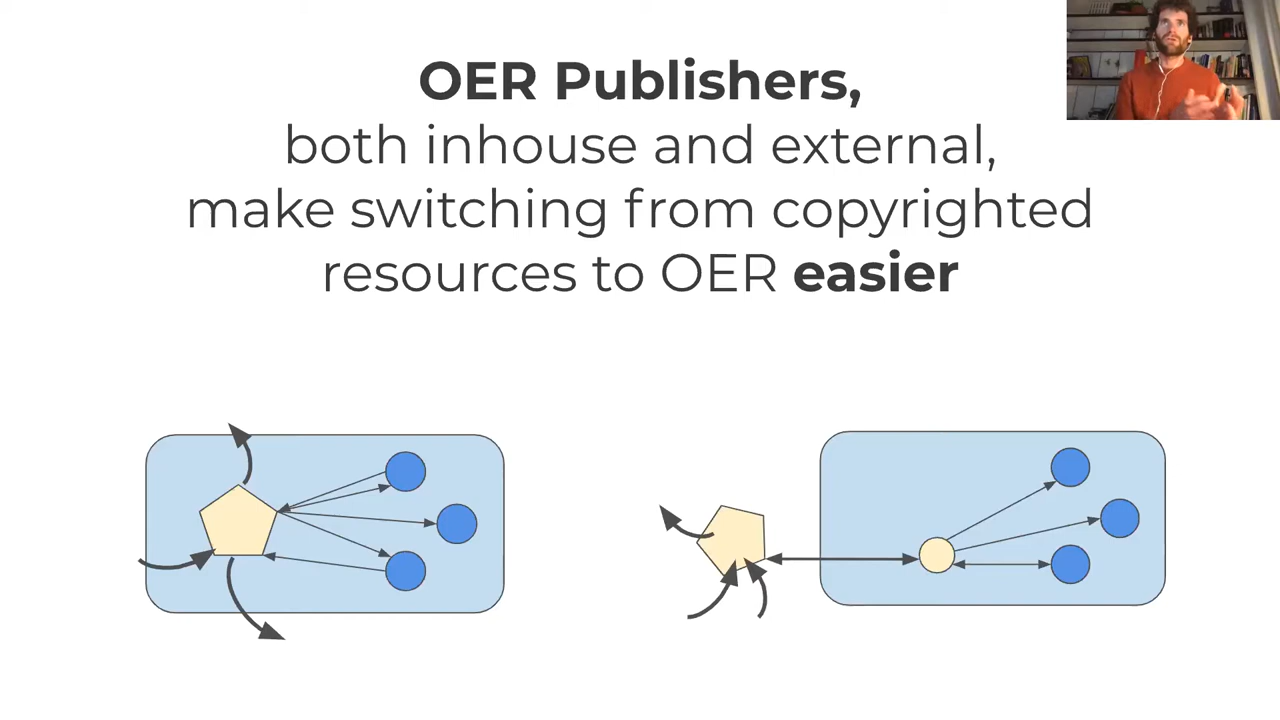 OER Publishers,
both inhouse and external,
make switching from copyrighted
resources to OER easier